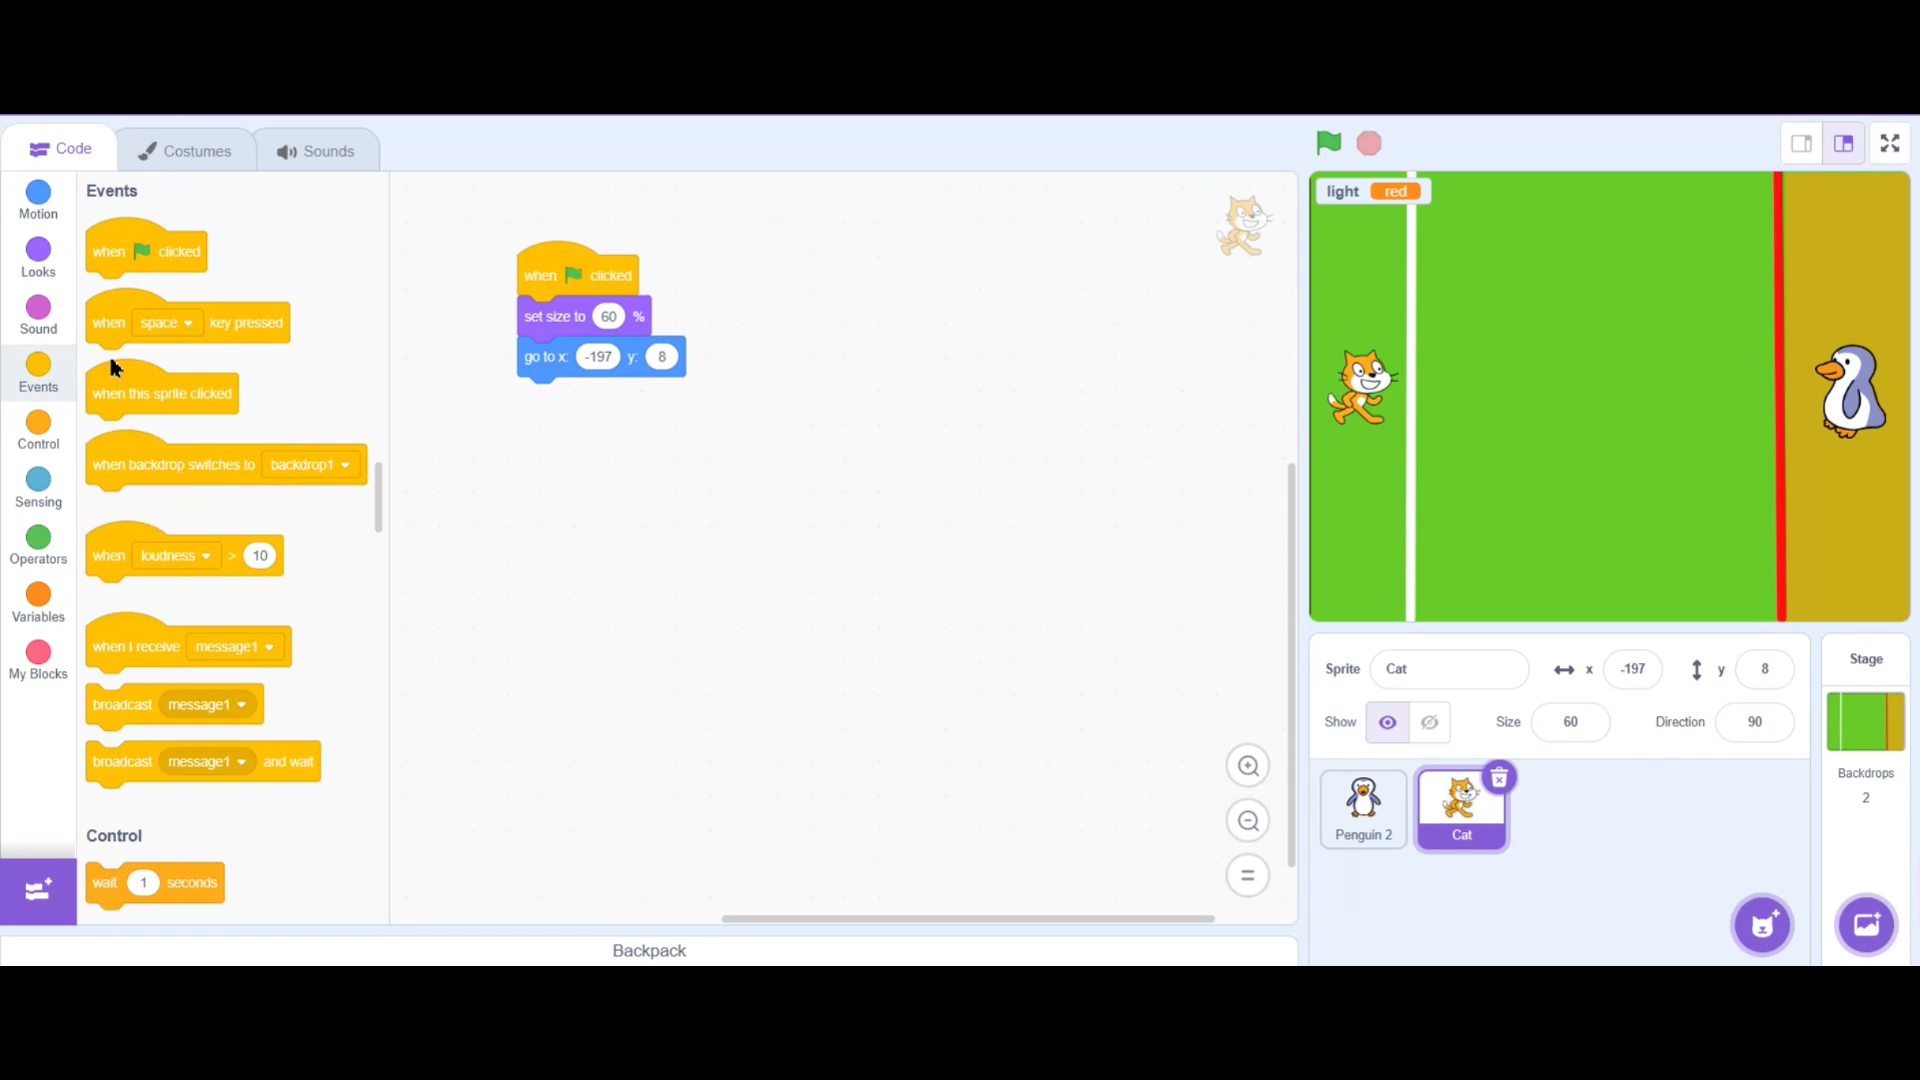 Code
Costumes
Sounds
Motion
Looks
Sound
Events
Control
Sensing
Operators
Variables
My Blocks
Events
when clicked
when space key pressed
when this sprite clicked
when backdrop switches to backdrop1
when loudness > 10
when I receive message1
broadcast message1
broadcast message1 and wait
Control
wait 1 seconds
when clicked
set size to 60 %
go to x: -197 y: 8
Backpack
light red
Sprite Cat x -197 y 8
Show Size 60 Direction 90
Penguin 2
Cat
Stage
Backdrops
2